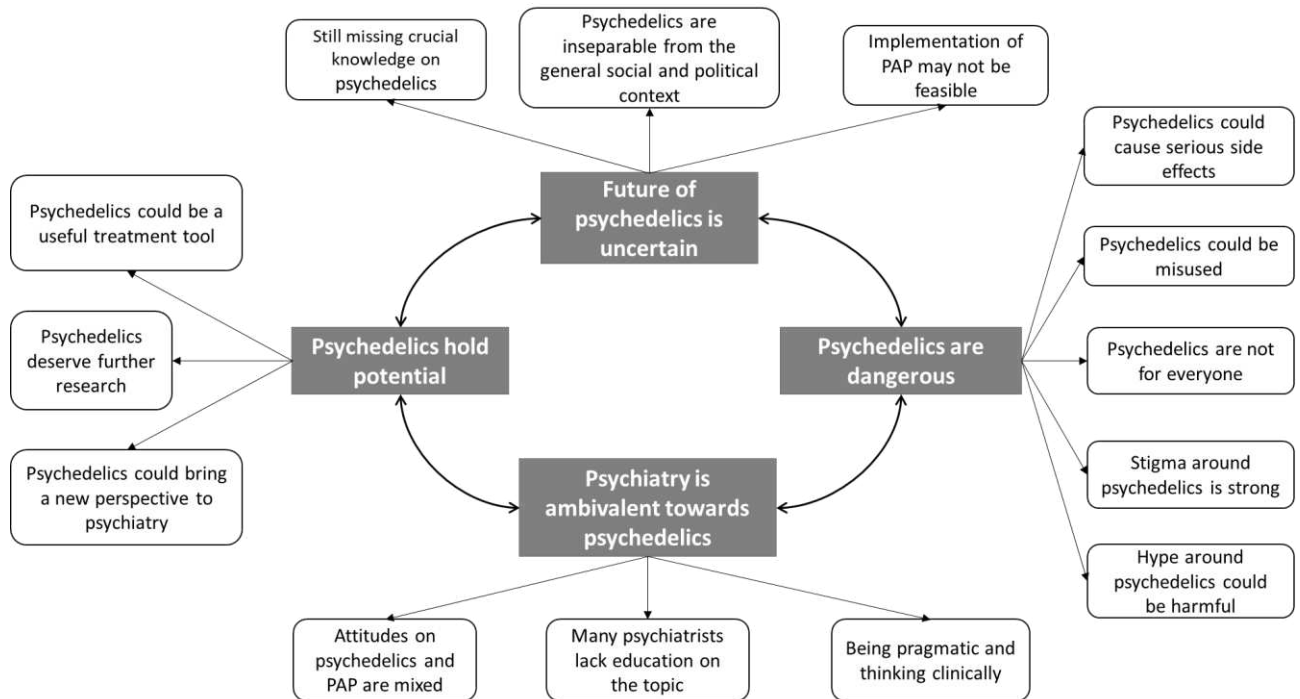 Still missing crucial
knowledge on
psychedelics
Psychedelics are
inseparable from the
general social and political
context
Implementation of
PAP may not be
feasible
Future of
psychedelics is
uncertain
Psychedelics could be a
useful treatment tool
Psychedelics
deserve further
research
Psychedelics could bring
a new perspective to
psychiatry
Psychedelics hold
potential
Psychedelics are
dangerous
Psychedelics could
cause serious side
effects
Psychedelics could be
misused
Psychedelics are not
for everyone
Stigma around
psychedelics is strong
Hype around
psychedelics could
be harmful
Psychiatry is
ambivalent towards
psychedelics
Attitudes on
psychedelics and
PAP are mixed
Many psychiatrists
lack education on
the topic
Being pragmatic and
thinking clinically